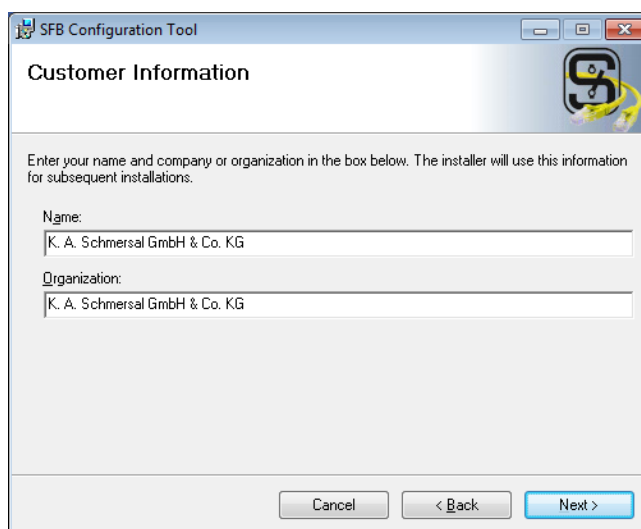 SFB Configuration Tool
Customer Information
Enter your name and company or organization in the box below. The installer will use this information
for subsequent installations.
Name:
K. A. Schmersal GmbH & Co. KG
Organization:
K. A. Schmersal GmbH & Co. KG
Cancel
< Back
Next >